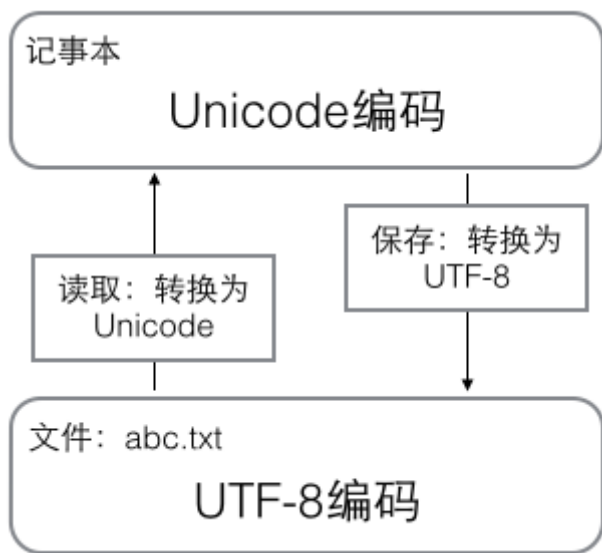 记事本
Unicode编码
读取：转换为
Unicode
保存：转换为
UTF-8
文件：abc.txt
UTF-8编码